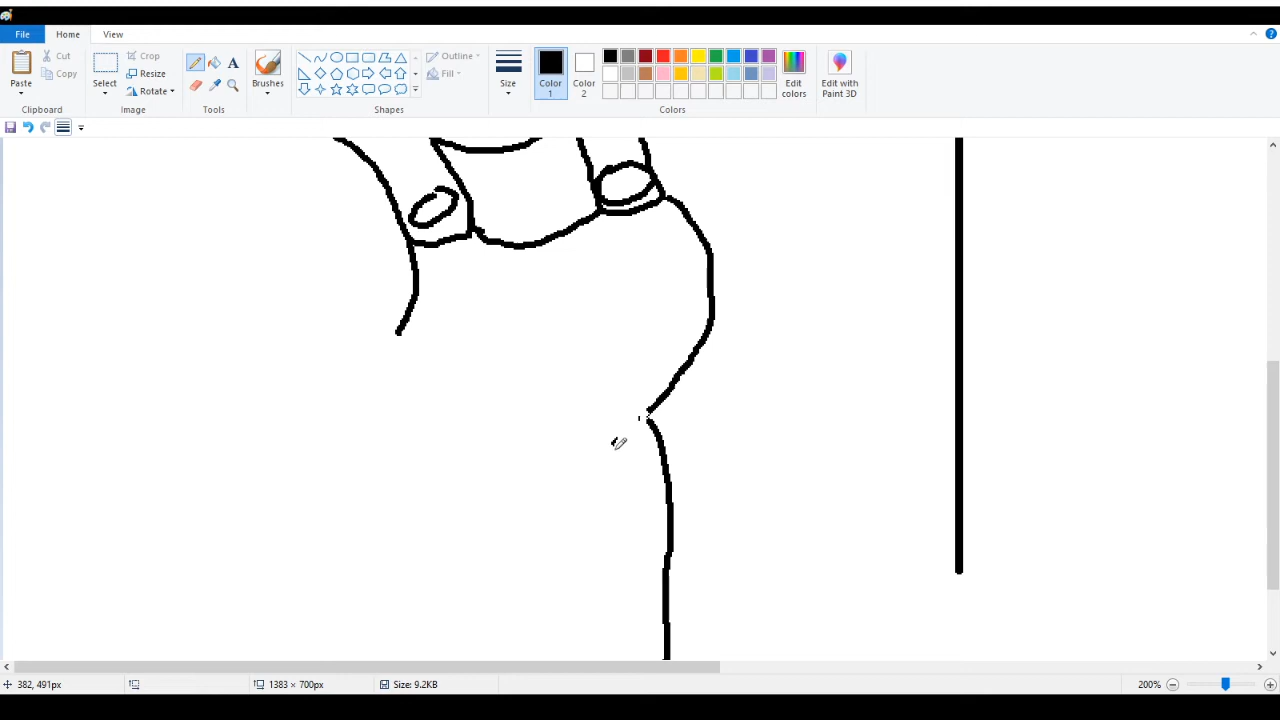 File Home View
Paste
Cut
Copy
Clipboard
Select
Crop
Resize
Rotate
Image
A
Tools
Brushes
Outline
Fill
Shapes
Size
Color 1
Color 2
Edit colors
Colors
Edit with Paint 3D
382, 491px
1383 × 700px
Size: 9.2KB
200%